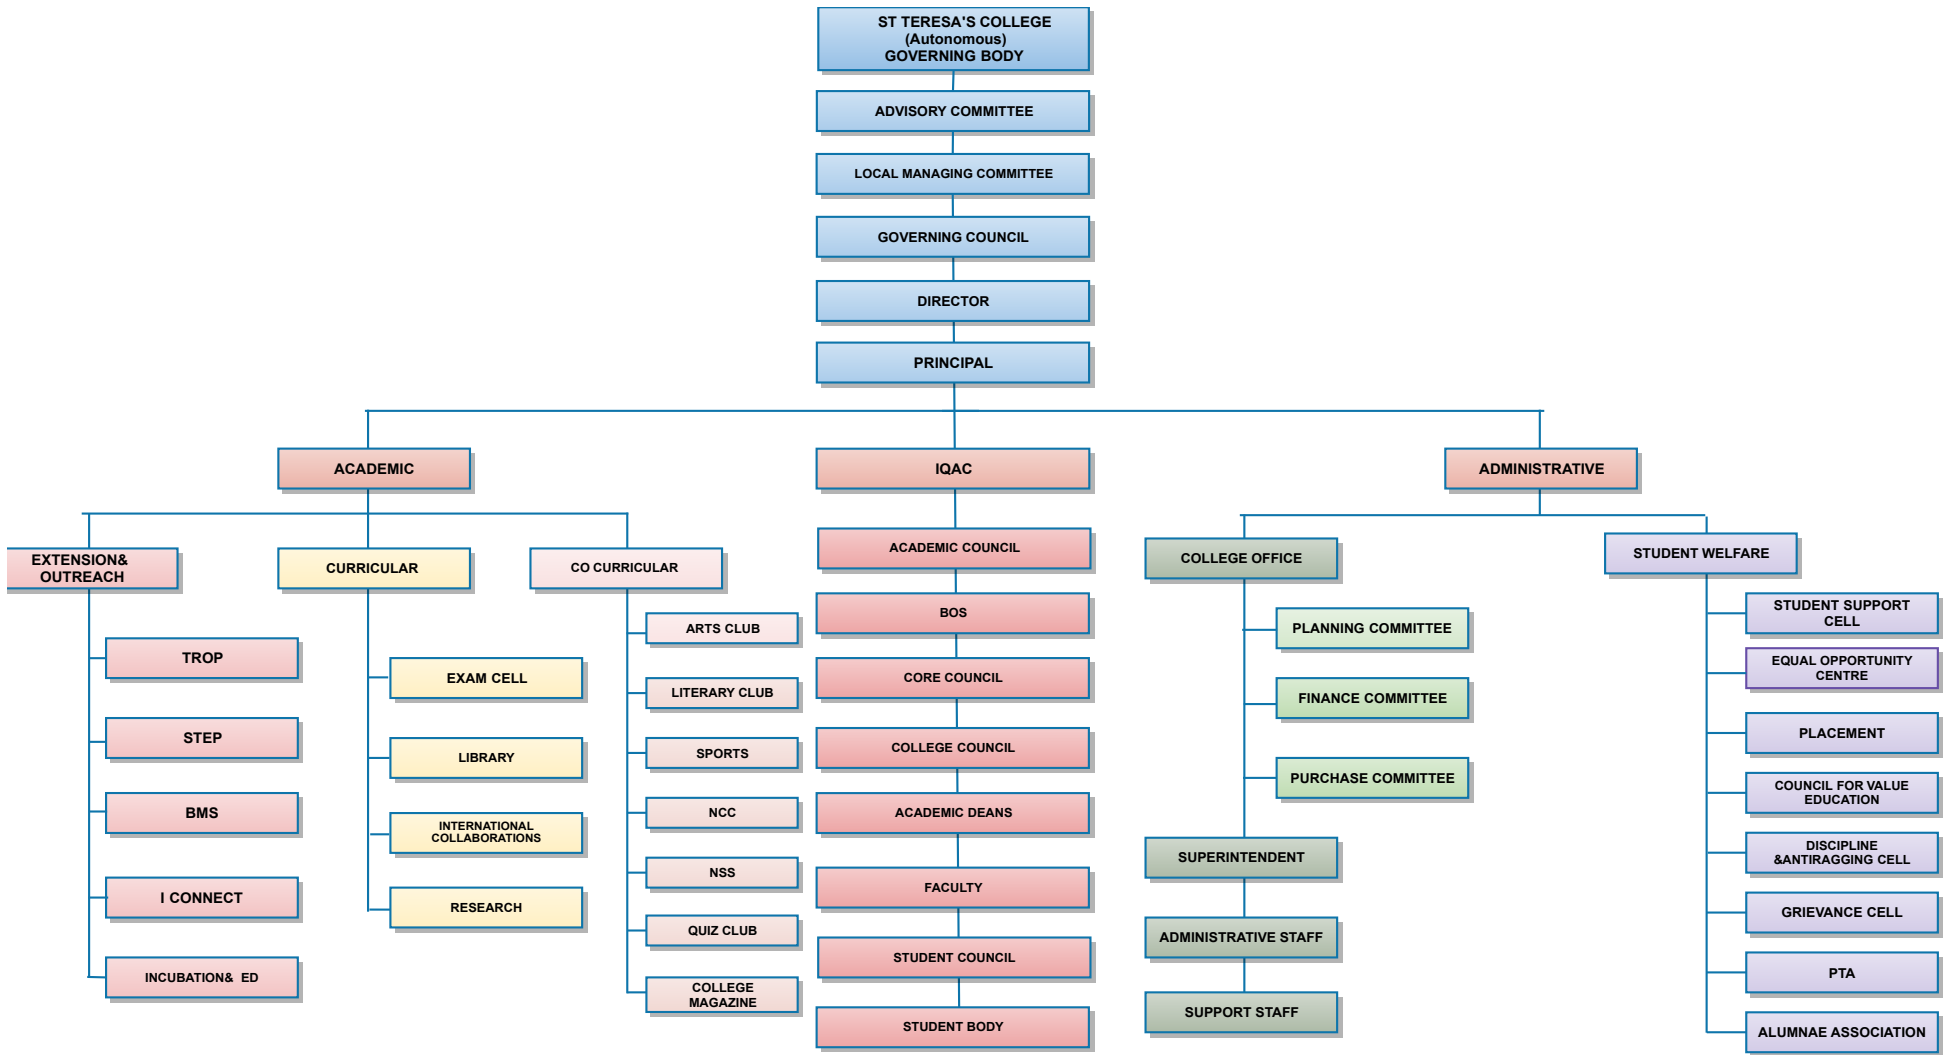 ST TERESA'S COLLEGE
(Autonomous)
GOVERNING BODY
ADVISORY COMMITTEE
LOCAL MANAGING COMMITTEE
GOVERNING COUNCIL
DIRECTOR
PRINCIPAL
ACADEMIC
IQAC
ADMINISTRATIVE
EXTENSION&
OUTREACH
TROP
STEP
BMS
I CONNECT
INCUBATION&  ED
CURRICULAR
EXAM CELL
LIBRARY
INTERNATIONAL
COLLABORATIONS
RESEARCH
CO CURRICULAR
ARTS CLUB
LITERARY CLUB
SPORTS
NCC
NSS
QUIZ CLUB
COLLEGE
MAGAZINE
ACADEMIC COUNCIL
BOS
CORE COUNCIL
COLLEGE COUNCIL
ACADEMIC DEANS
FACULTY
STUDENT COUNCIL
STUDENT BODY
COLLEGE OFFICE
PLANNING COMMITTEE
FINANCE COMMITTEE
PURCHASE COMMITTEE
SUPERINTENDENT
ADMINISTRATIVE STAFF
SUPPORT STAFF
STUDENT WELFARE
STUDENT SUPPORT
CELL
EQUAL OPPORTUNITY
CENTRE
PLACEMENT
COUNCIL FOR VALUE
EDUCATION
DISCIPLINE
&ANTIRAGGING CELL
GRIEVANCE CELL
PTA
ALUMNAE ASSOCIATION